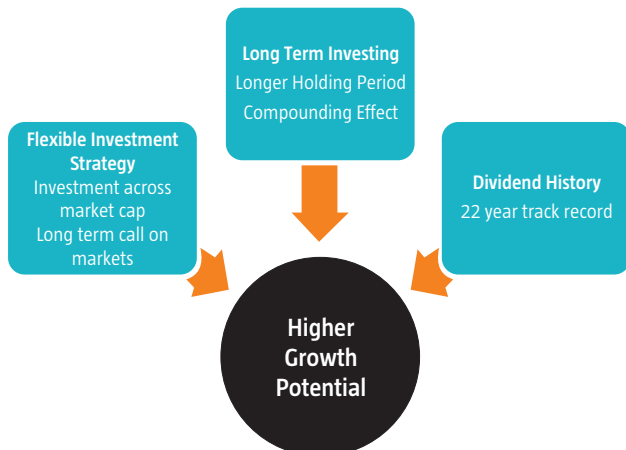 Long Term Investing
Longer Holding Period
Compounding Effect
Flexible Investment
Strategy
Investment across
market cap
Long term call on
markets
Dividend History
22 year track record
Higher
Growth
Potential